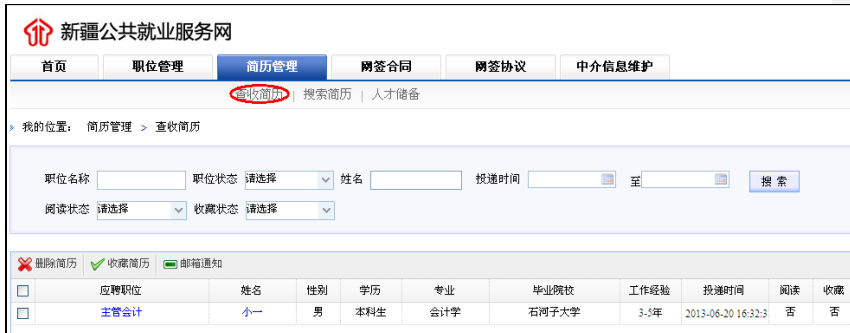 新疆公共就业服务网
首页 职位管理 简历管理 网签合同 网签协议 中介信息维护
查收简历 | 搜索简历 | 人才储备
我的位置： 简历管理 > 查收简历
职位名称 职位状态 请选择 姓名 投递时间 至 搜 索
阅读状态 请选择 收藏状态 请选择
删除简历 收藏简历 邮箱通知
应聘职位 姓名 性别 学历 专业 毕业院校 工作经验 投递时间 阅读 收藏
主管会计 小一 男 本科生 会计学 石河子大学 3-5年 2013-06-20 16:32:3 否 否